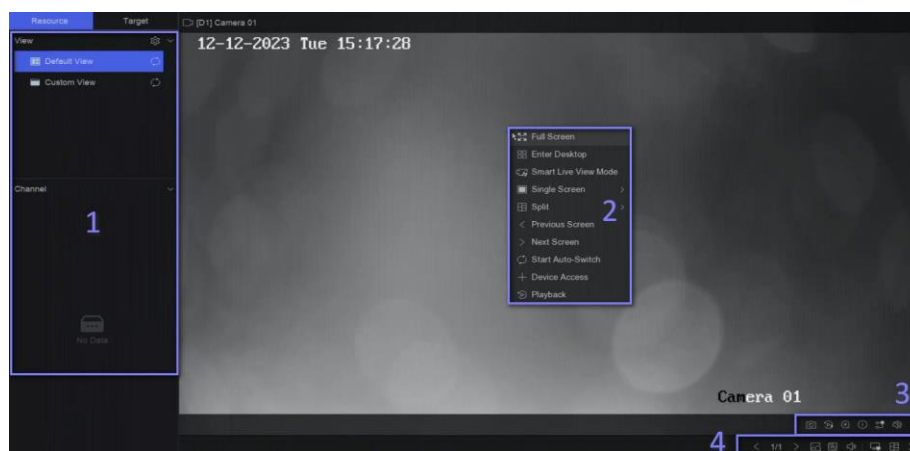 Resource Target [D1] Camera 01
View
12-12-2023 Tue 15:17:28
Default View
Custom View
Channel
1
No Data
Full Screen
Enter Desktop
Smart Live View Mode
Single Screen >
Split >
2
< Previous Screen
> Next Screen
Start Auto-Switch
Device Access
Playback
Camera 01
3
4
< 1/1 >